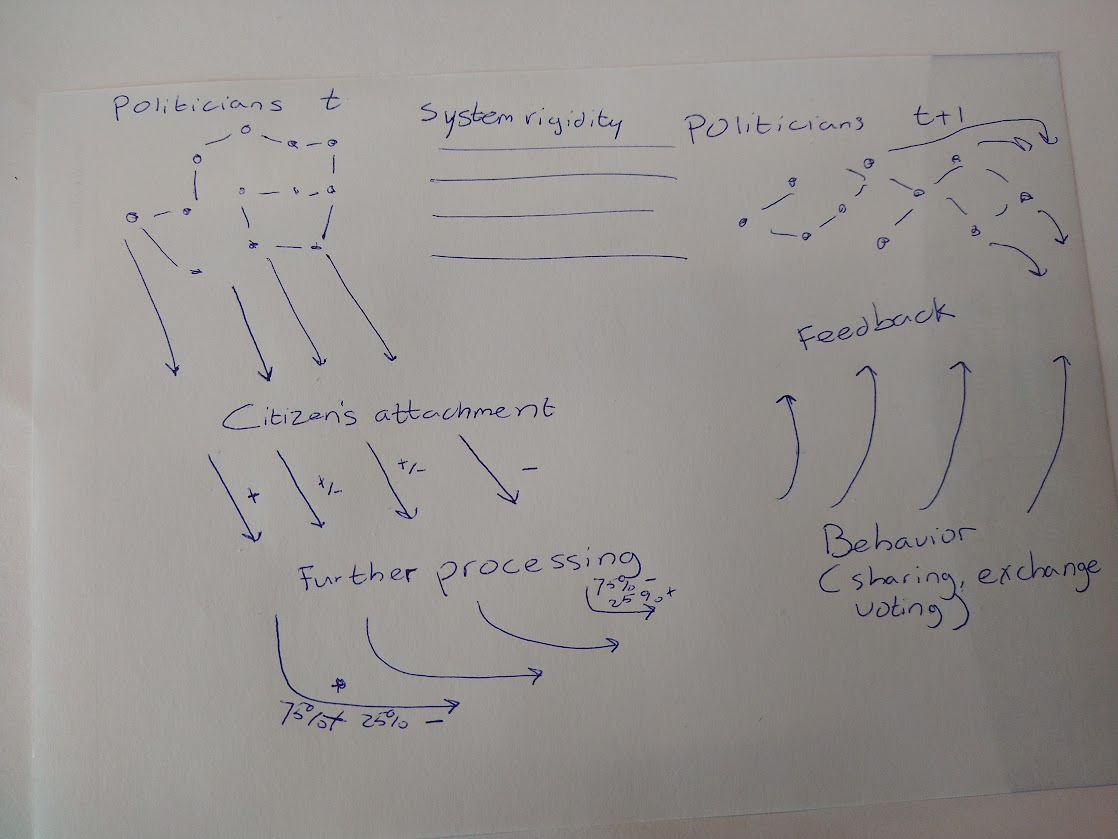 Politicians t
System rigidity
Politicians t+1
Feedback
Citizen's attachment
+ +/- +/- -
Behavior
(sharing, exchange
voting)
Further processing
75% -
25% +
75% + 25% -